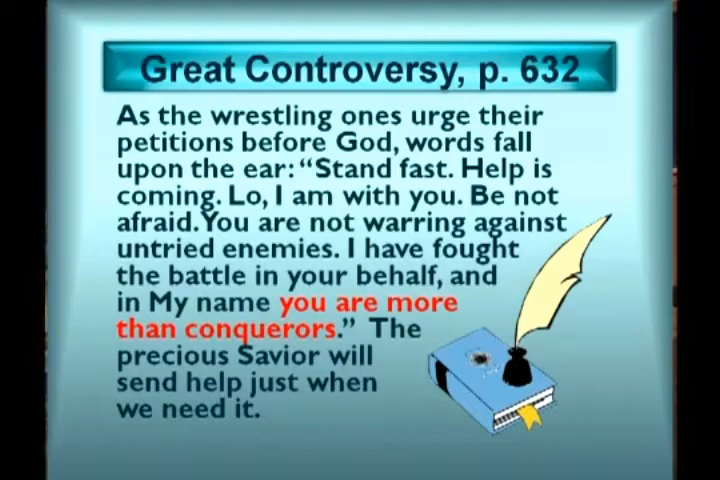 Great Controversy, p. 632
As the wrestling ones urge their
petitions before God, words fall
upon the ear: “Stand fast. Help is
coming. Lo, I am with you. Be not
afraid. You are not warring against
untried enemies. I have fought
the battle in your behalf, and
in My name you are more
than conquerors.” The
precious Savior will
send help just when
we need it.